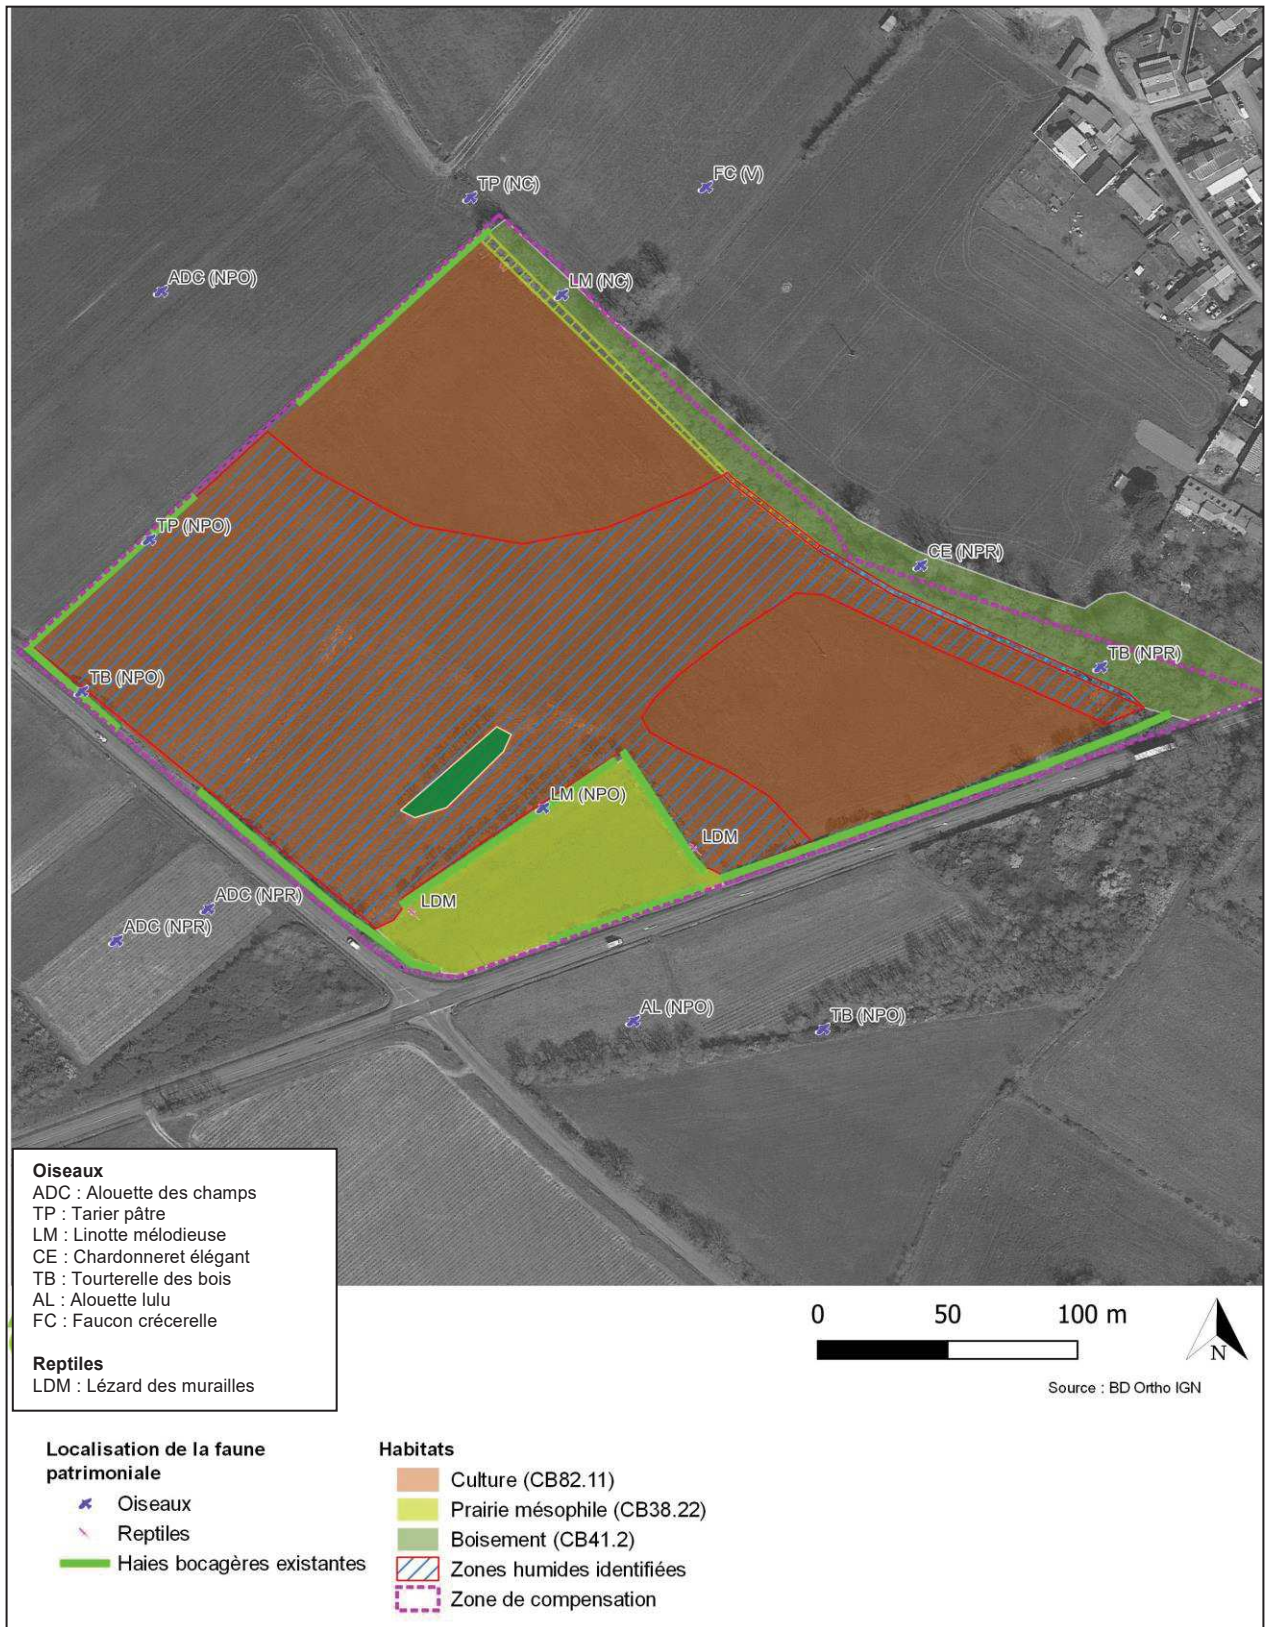 TP (NC)
FC (V)
ADC (NPO)
LM (NC)
TP (NPO)
CE (NPR)
TB (NPO)
TB (NPR)
LM (NPO)
LDM
LDM
ADC (NPR)
ADC (NPR)
AL (NPO)
TB (NPO)
Oiseaux
ADC : Alouette des champs
TP : Tarier pâtre
LM : Linotte mélodieuse
CE : Chardonneret élégant
TB : Tourterelle des bois
AL : Alouette lulu
FC : Faucon crécerelle
Reptiles
LDM : Lézard des murailles
0 50 100 m
N
Source : BD Ortho IGN
Localisation de la faune
patrimoniale
Oiseaux
Reptiles
Haies bocagères existantes
Habitats
Culture (CB82.11)
Prairie mésophile (CB38.22)
Boisement (CB41.2)
Zones humides identifiées
Zone de compensation